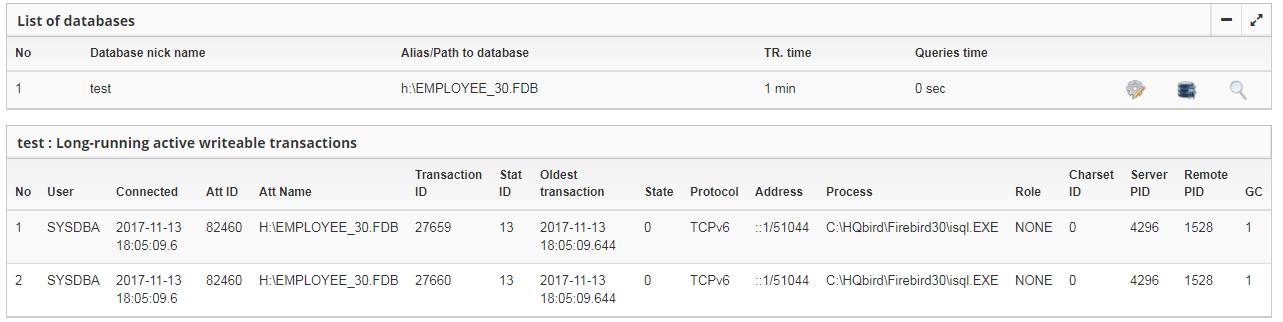 List of databases
No Database nick name Alias/Path to database TR. time Queries time
1 test h:\EMPLOYEE_30.FDB 1 min 0 sec
test : Long-running active writeable transactions
No User Connected Att ID Att Name Transaction ID Stat ID Oldest transaction State Protocol Address Process Role Charset ID Server PID Remote PID GC
1 SYSDBA 2017-11-13 82460 H:\EMPLOYEE_30.FDB 27659 13 2017-11-13 0 TCPv6 ::1/51044 C:\HQbird\Firebird30\isql.EXE NONE 0 4296 1528 1
18:05:09.6 18:05:09.644
2 SYSDBA 2017-11-13 82460 H:\EMPLOYEE_30.FDB 27660 13 2017-11-13 0 TCPv6 ::1/51044 C:\HQbird\Firebird30\isql.EXE NONE 0 4296 1528 1
18:05:09.6 18:05:09.644